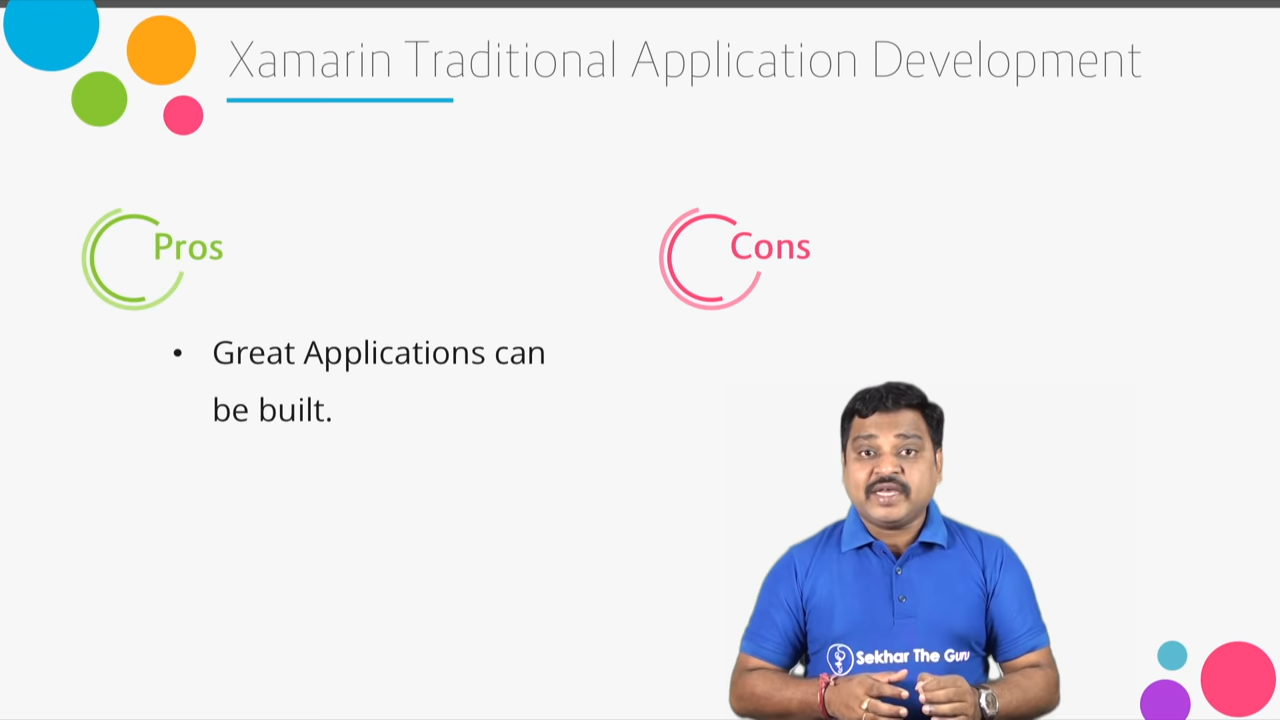 Xamarin Traditional Application Development
Pros
Cons
• Great Applications can
be built.
Sekhar The Guru